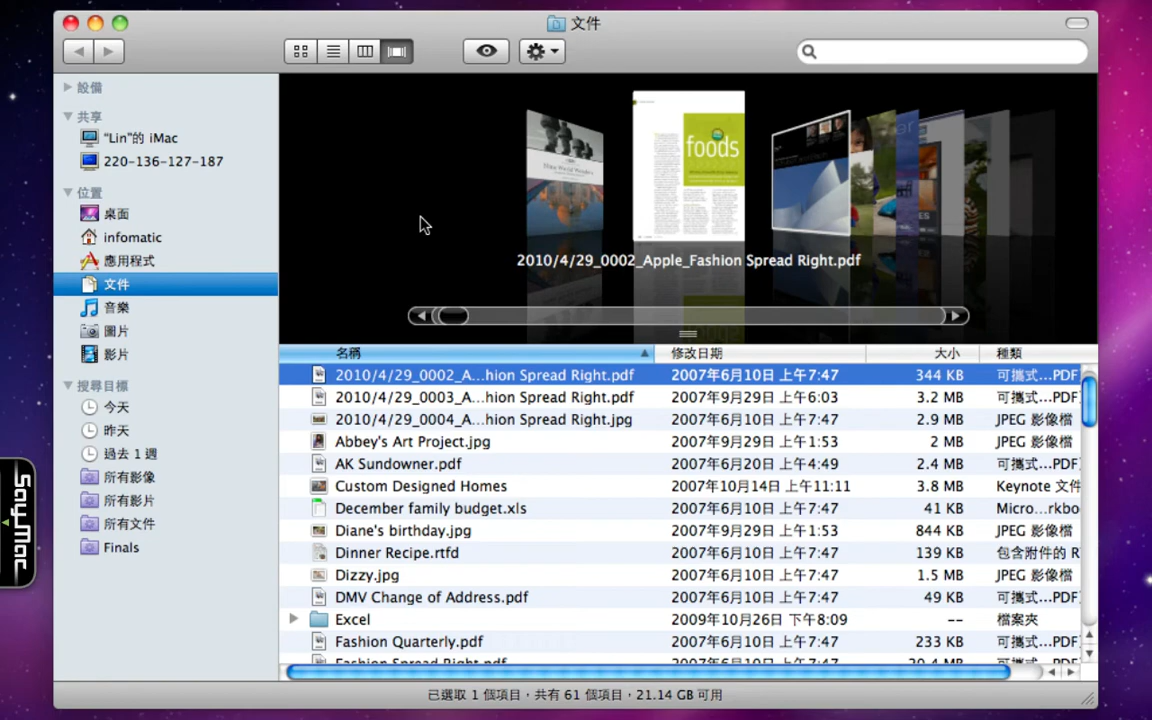 文件
設備
共享
“Lin”的 iMac
220-136-127-187
位置
桌面
infomatic
應用程式
文件
音樂
圖片
影片
搜尋目標
今天
昨天
過去 1 週
所有影像
所有影片
所有文件
Finals
foods
2010/4/29_0002_Apple_Fashion Spread Right.pdf
名稱 修改日期 大小 種類
2010/4/29_0002_A...hion Spread Right.pdf 2007年6月10日 上午7:47 344 KB 可攜式...PDF
2010/4/29_0003_A...hion Spread Right.pdf 2007年9月29日 上午6:03 3.2 MB 可攜式...PDF
2010/4/29_0004_A...hion Spread Right.jpg 2007年6月10日 上午7:47 2.9 MB JPEG 影像檔
Abbey's Art Project.jpg 2007年9月29日 上午1:53 2 MB JPEG 影像檔
AK Sundowner.pdf 2007年6月20日 上午4:49 2.4 MB 可攜式...PDF
Custom Designed Homes 2007年10月14日 上午11:11 3.8 MB Keynote 文件
December family budget.xls 2007年6月10日 上午7:47 41 KB Micro...rkbo
Diane's birthday.jpg 2007年9月29日 上午1:53 844 KB JPEG 影像檔
Dinner Recipe.rtfd 2007年6月10日 上午7:47 139 KB 包含附件的 R
Dizzy.jpg 2007年6月10日 上午7:47 1.5 MB JPEG 影像檔
DMV Change of Address.pdf 2007年6月10日 上午7:47 49 KB 可攜式...PDF
Excel 2009年10月26日 下午8:09 -- 檔案夾
Fashion Quarterly.pdf 2007年6月10日 上午7:47 233 KB 可攜式...PDF
Fashion Spread Right.pdf
已選取 1 個項目，共有 61 個項目，21.14 GB 可用
Say,Mac